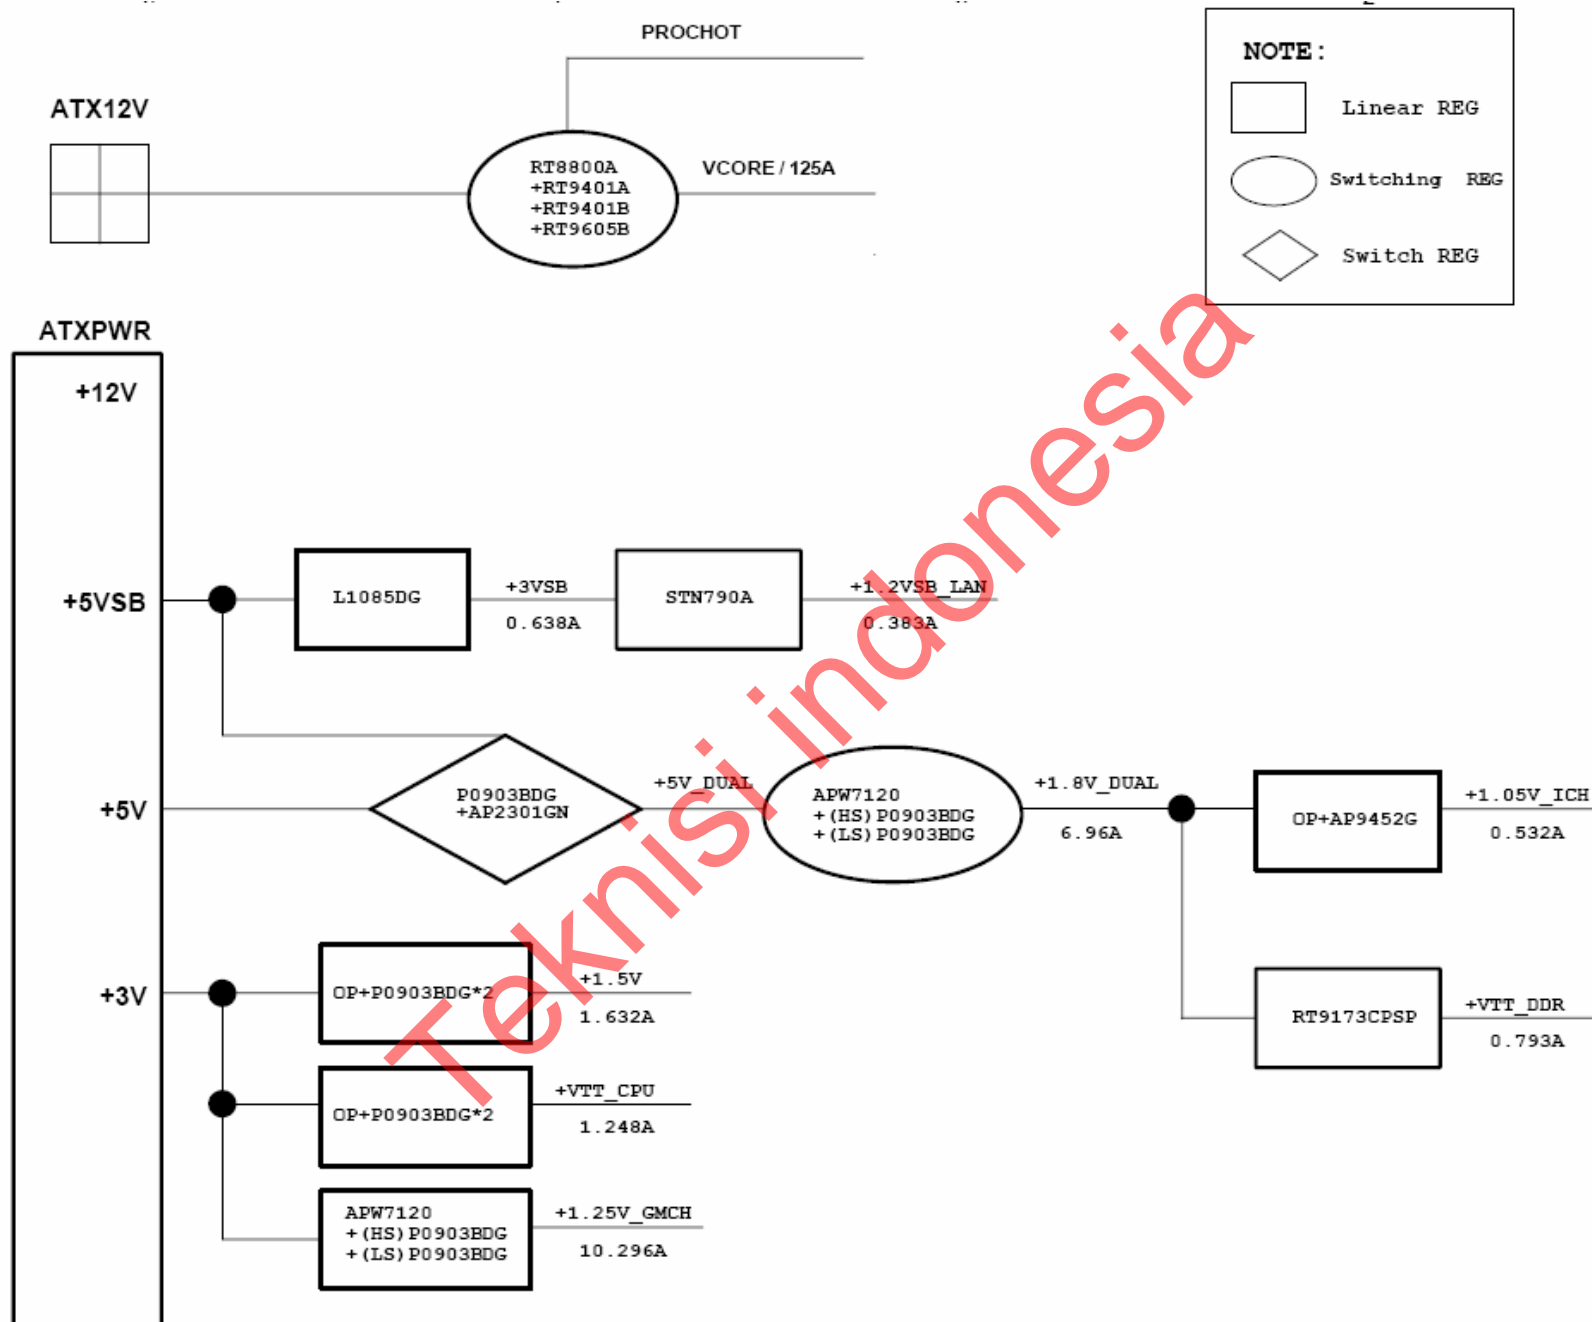 PROCHOT
NOTE:
Linear REG
Switching REG
Switch REG
ATX12V
RT8800A
+RT9401A
+RT9401B
+RT9605B
VCORE / 125A
ATXPWR
+12V
+5VSB
L1085DG
+3VSB
0.638A
STN790A
+1.2VSB_LAN
0.383A
+5V
P0903BDG
+AP2301GN
+5V_DUAL
APW7120
+(HS)P0903BDG
+(LS)P0903BDG
+1.8V_DUAL
6.96A
OP+AP9452G
+1.05V_ICH
0.532A
RT9173CPSP
+VTT_DDR
0.793A
+3V
OP+P0903BDG*2
+1.5V
1.632A
OP+P0903BDG*2
+VTT_CPU
1.248A
APW7120
+(HS)P0903BDG
+(LS)P0903BDG
+1.25V_GMCH
10.296A
Teknisi indonesia